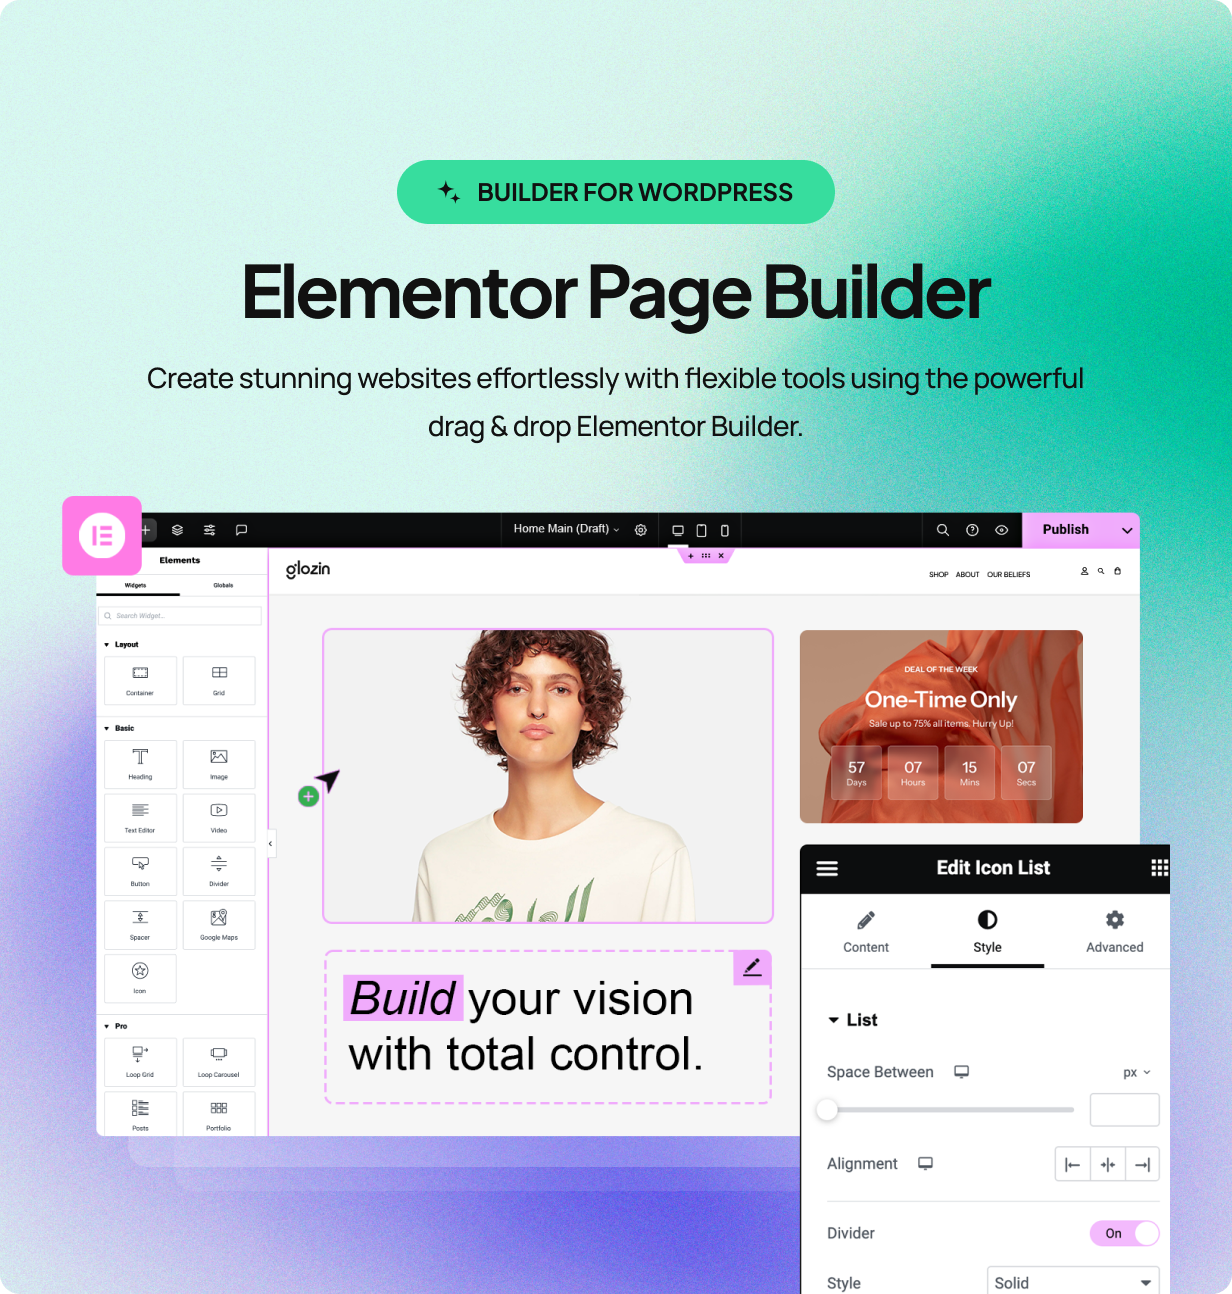 BUILDER FOR WORDPRESS
Elementor Page Builder
Create stunning websites effortlessly with flexible tools using the powerful
drag & drop Elementor Builder.
Home Main (Draft)
Publish
Elements
Widgets
Globals
Search Widget...
Layout
Container
Grid
Basic
Heading
Image
Text Editor
Video
Button
Divider
Spacer
Google Maps
Icon
Pro
Loop Grid
Loop Carousel
Posts
Portfolio
glozin
SHOP ABOUT OUR BELIEFS
DEAL OF THE WEEK
One-Time Only
Sale up to 75% all items. Hurry Up!
57 07 15 07
Days Hours Mins Secs
Build your vision
with total control.
Edit Icon List
Content Style Advanced
List
Space Between px
Alignment
Divider On
Style Solid